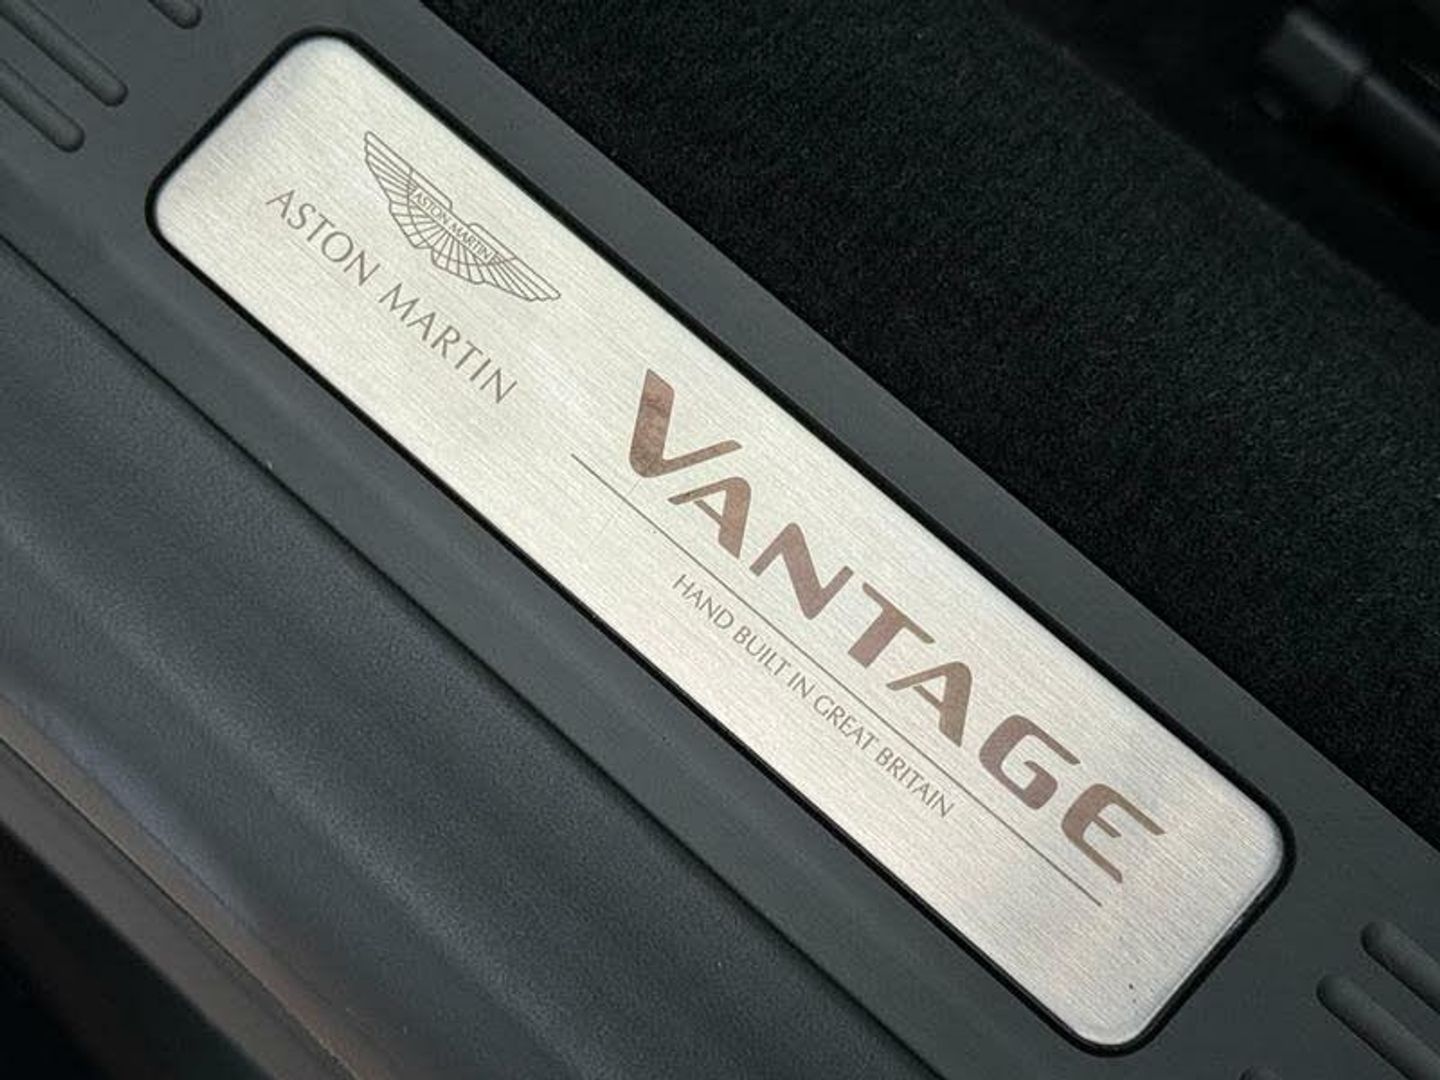 ASTON MARTIN
ASTON MARTIN
VANTAGE
HAND BUILT IN GREAT BRITAIN